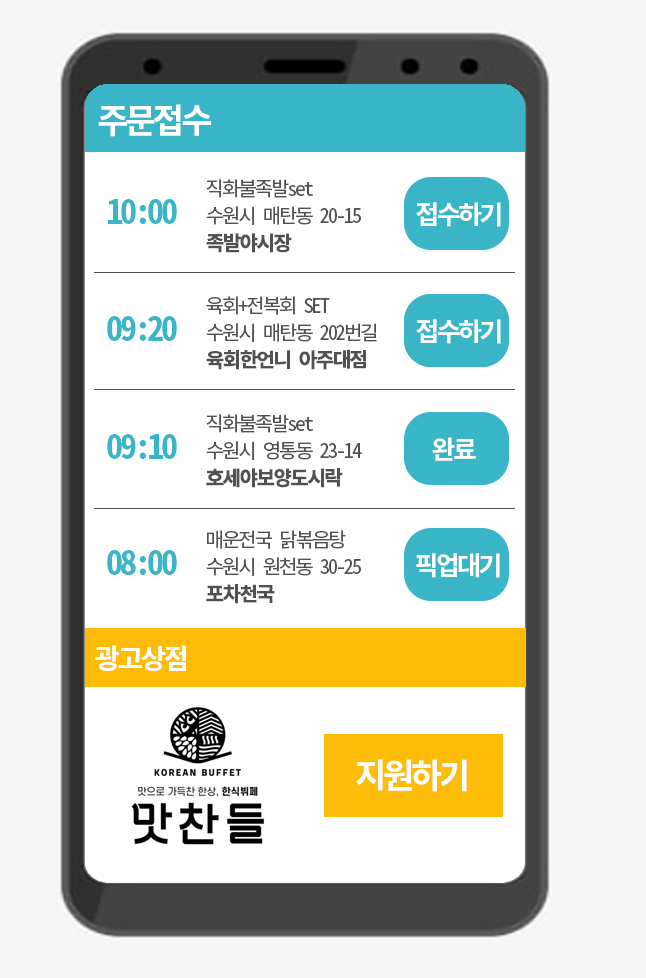 주문접수
10:00
직화불족발set
수원시 매탄동 20-15
족발야시장
접수하기
09:20
육회+전복회 SET
수원시 매탄동 202번길
육회한언니 아주대점
접수하기
09:10
직화불족발set
수원시 영통동 23-14
호세야보양도시락
완료
08:00
매운전국 닭볶음탕
수원시 원천동 30-25
포차천국
픽업대기
광고상점
KOREAN BUFFET
맛으로 가득찬 한상, 한식뷔페
맛찬들
지원하기